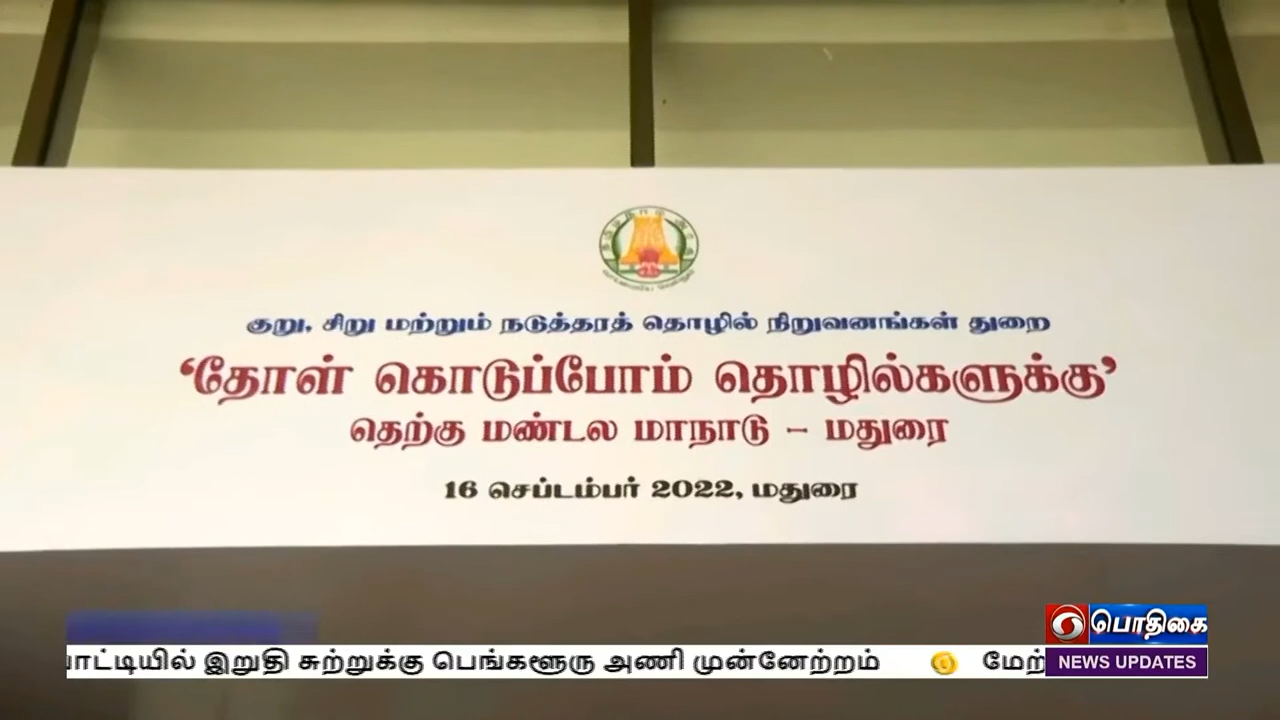 குறு, சிறு மற்றும் நடுத்தரத் தொழில் நிறுவனங்கள் துறை
‘தோள் கொடுப்போம் தொழில்களுக்கு’
தெற்கு மண்டல மாநாடு – மதுரை
16 செப்டம்பர் 2022, மதுரை
பொதிகை
இறுதி சுற்றுக்கு பெங்களூரு அணி முன்னேற்றம்
NEWS UPDATES